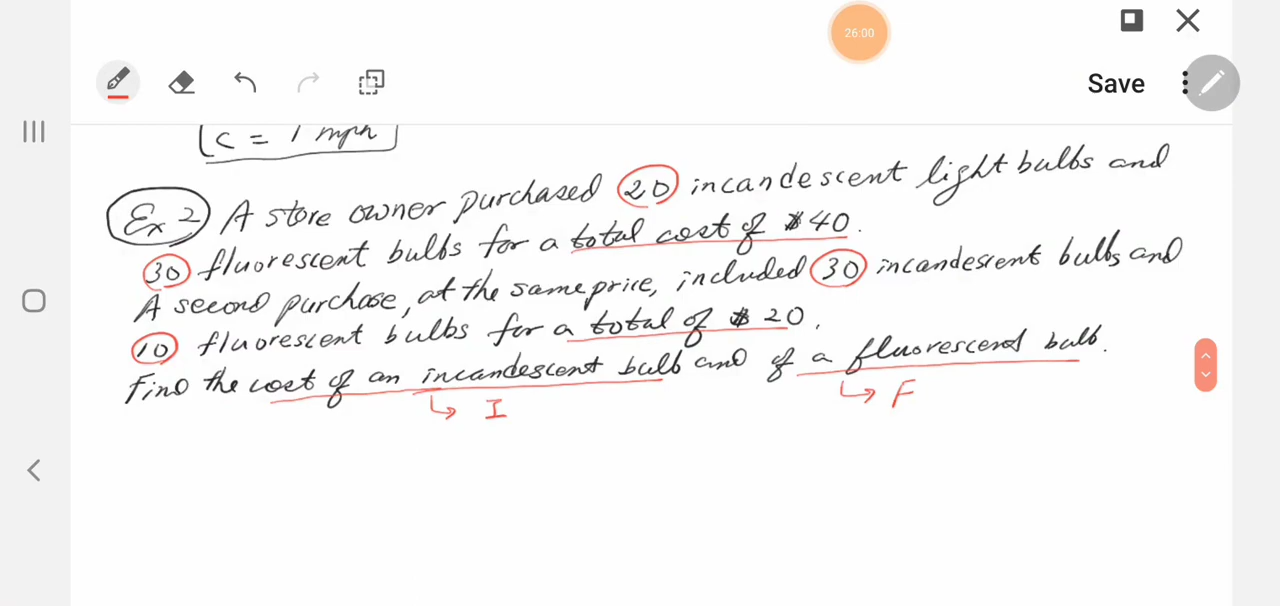 26:00
Save
C = 1 mph
Ex 2 A store owner purchased 20 incandescent light bulbs and
30 fluorescent bulbs for a total cost of $40.
A second purchase, at the same price, included 30 incandescent bulbs and
10 fluorescent bulbs for a total of $20.
Find the cost of an incandescent bulb and of a fluorescent bulb.
↳ I ↳ F